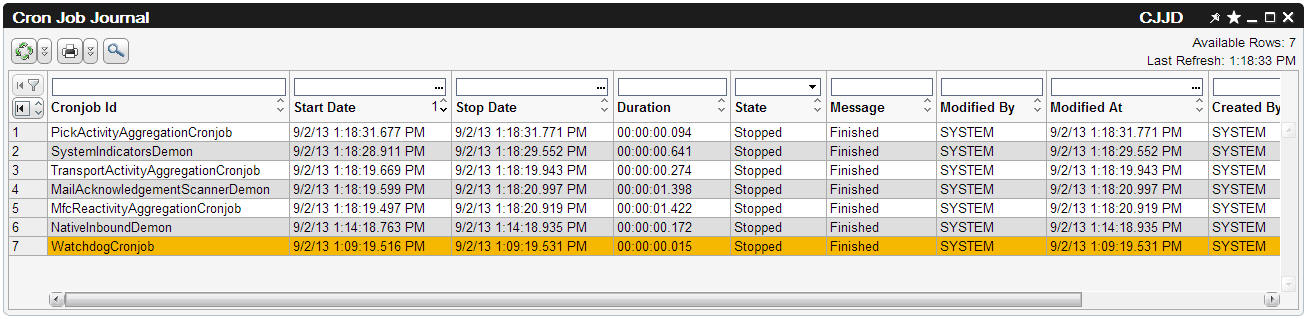 Cron Job Journal CJJD
Available Rows: 7
Last Refresh: 1:18:33 PM
Cronjob Id Start Date 1 Stop Date Duration State Message Modified By Modified At Created By
1 PickActivityAggregationCronjob 9/2/13 1:18:31.677 PM 9/2/13 1:18:31.771 PM 00:00:00.094 Stopped Finished SYSTEM 9/2/13 1:18:31.771 PM SYSTEM
2 SystemIndicatorsDemon 9/2/13 1:18:28.911 PM 9/2/13 1:18:29.552 PM 00:00:00.641 Stopped Finished SYSTEM 9/2/13 1:18:29.552 PM SYSTEM
3 TransportActivityAggregationCronjob 9/2/13 1:18:19.669 PM 9/2/13 1:18:19.943 PM 00:00:00.274 Stopped Finished SYSTEM 9/2/13 1:18:19.943 PM SYSTEM
4 MailAcknowledgementScannerDemon 9/2/13 1:18:19.599 PM 9/2/13 1:18:20.997 PM 00:00:01.398 Stopped Finished SYSTEM 9/2/13 1:18:20.997 PM SYSTEM
5 MfcReactivityAggregationCronjob 9/2/13 1:18:19.497 PM 9/2/13 1:18:20.919 PM 00:00:01.422 Stopped Finished SYSTEM 9/2/13 1:18:20.919 PM SYSTEM
6 NativeInboundDemon 9/2/13 1:14:18.763 PM 9/2/13 1:14:18.935 PM 00:00:00.172 Stopped Finished SYSTEM 9/2/13 1:14:18.935 PM SYSTEM
7 WatchdogCronjob 9/2/13 1:09:19.516 PM 9/2/13 1:09:19.531 PM 00:00:00.015 Stopped Finished SYSTEM 9/2/13 1:09:19.531 PM SYSTEM